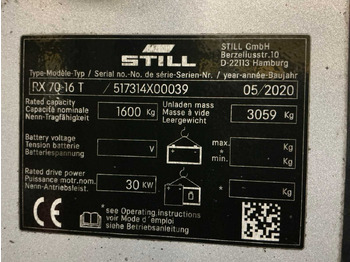 STILL
STILL GmbH
Berzeliusstr.10
D-22113 Hamburg
Type-Modèle-Typ / Serial no.-No. de série-Serien-Nr. / year-année-Baujahr
RX 70-16 T / 517314X00039 05/2020
Rated capacity
Capacité nominale
Nenn-Tragfähigkeit
1600 Kg
Unladen mass
Masse à vide
Leergewicht
3059 Kg
Battery voltage
Tension batterie
Batteriespannung
V
max. Kg
min. Kg
Rated drive power
Puissance motr.nom.
Nenn-Antriebsleist.
30 KW
* - Kg
CE
* see Operating instructions
voir Mode d'emploi
siehe Betriebsanleitung